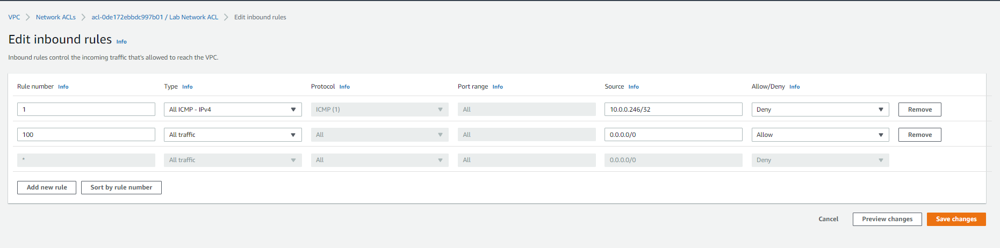 VPC > Network ACLs > acl-0de172ebbdc997b01 / Lab Network ACL > Edit inbound rules
Edit inbound rules Info
Inbound rules control the incoming traffic that's allowed to reach the VPC.
Rule number Info Type Info Protocol Info Port range Info Source Info Allow/Deny Info
1 All ICMP - IPv4 ICMP (1) All 10.0.0.246/32 Deny Remove
100 All traffic All All 0.0.0.0/0 Allow Remove
* All traffic All All 0.0.0.0/0 Deny
Add new rule Sort by rule number
Cancel Preview changes Save changes